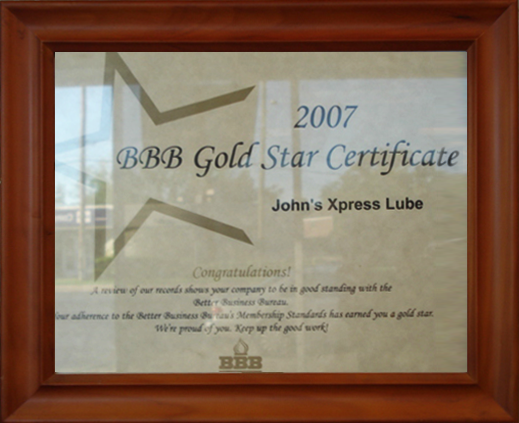 2007
BBB Gold Star Certificate
John's Xpress Lube
Congratulations!
A review of our records shows your company to be in good standing with the
Better Business Bureau.
our adherence to the Better Business Bureau's Membership Standards has earned you a gold star.
We're proud of you. Keep up the good work!
BBB